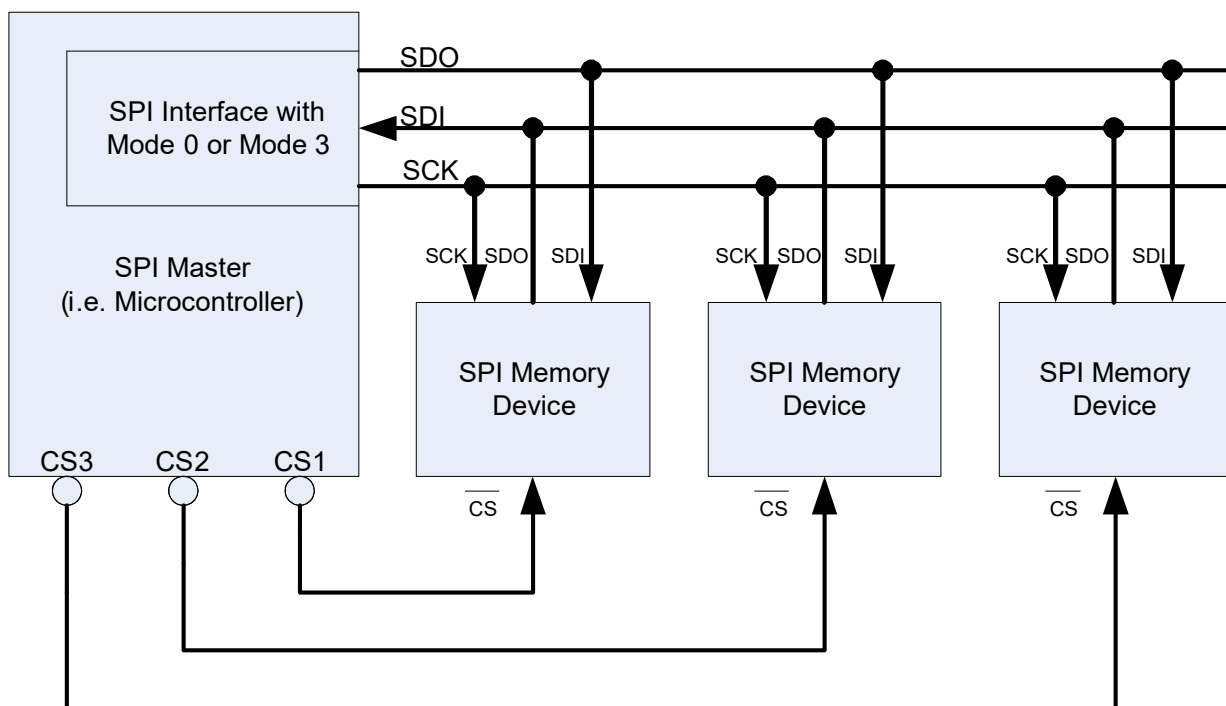 SDO
SPI Interface with
Mode 0 or Mode 3
SDI
SCK
SPI Master
(i.e. Microcontroller)
SCK SDO SDI
SCK SDO SDI
SCK SDO SDI
SPI Memory
Device
SPI Memory
Device
SPI Memory
Device
CS3 CS2 CS1
CS
CS
CS